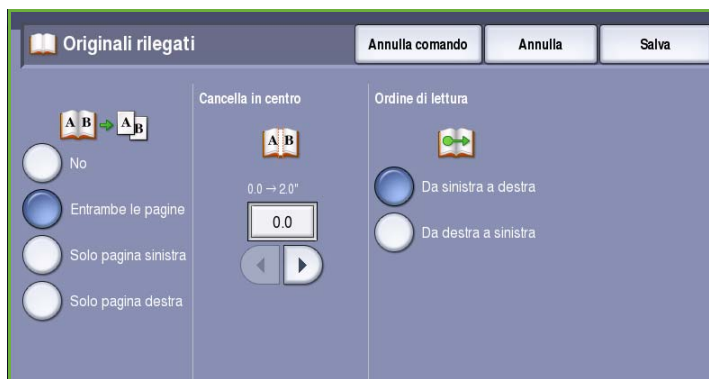 Originali rilegati
Annulla comando
Annulla
Salva
A B A B
No
Entrambe le pagine
Solo pagina sinistra
Solo pagina destra
Cancella in centro
A B
0.0 → 2.0"
0.0
Ordine di lettura
Da sinistra a destra
Da destra a sinistra